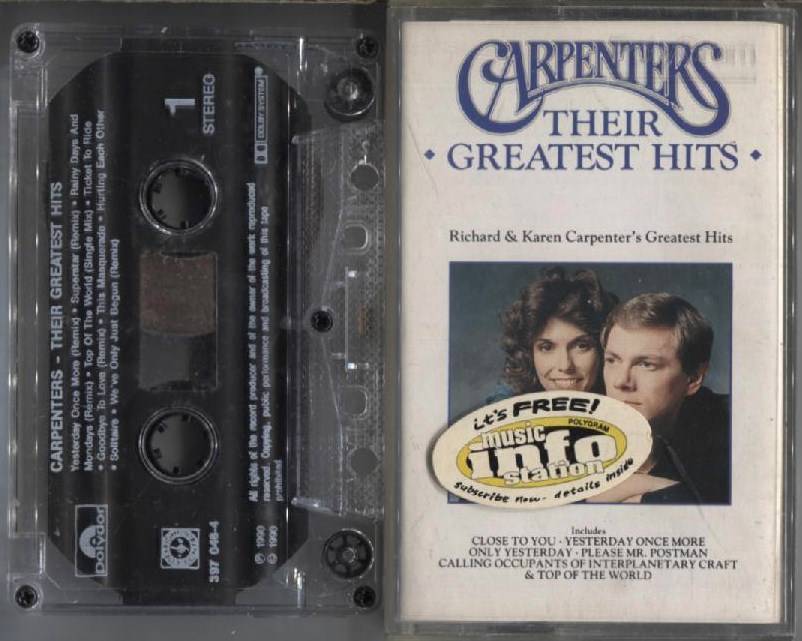 CARPENTERS - THEIR GREATEST HITS
Yesterday Once More (Remix) • Superstar (Remix) • Rainy Days And
Mondays (Remix) • Top Of The World (Single Mix) • Ticket To Ride
• Goodbye To Love (Remix) • This Masquerade • Hurting Each Other
• Solitaire • We've Only Just Begun (Remix)
1
STEREO
DOLBY SYSTEM
All rights of the record producer and of the owner of the work reproduced
reserved. Copying, public performance and broadcasting of this tape
prohibited
℗ 1990
© 1990
Polydor
397 048-4
CARPENTERS
THEIR
• GREATEST HITS •
Richard & Karen Carpenter's Greatest Hits
it's FREE!
POLYGRAM
music
info
station
subscribe now - details inside
Includes
CLOSE TO YOU · YESTERDAY ONCE MORE
ONLY YESTERDAY · PLEASE MR. POSTMAN
CALLING OCCUPANTS OF INTERPLANETARY CRAFT
& TOP OF THE WORLD